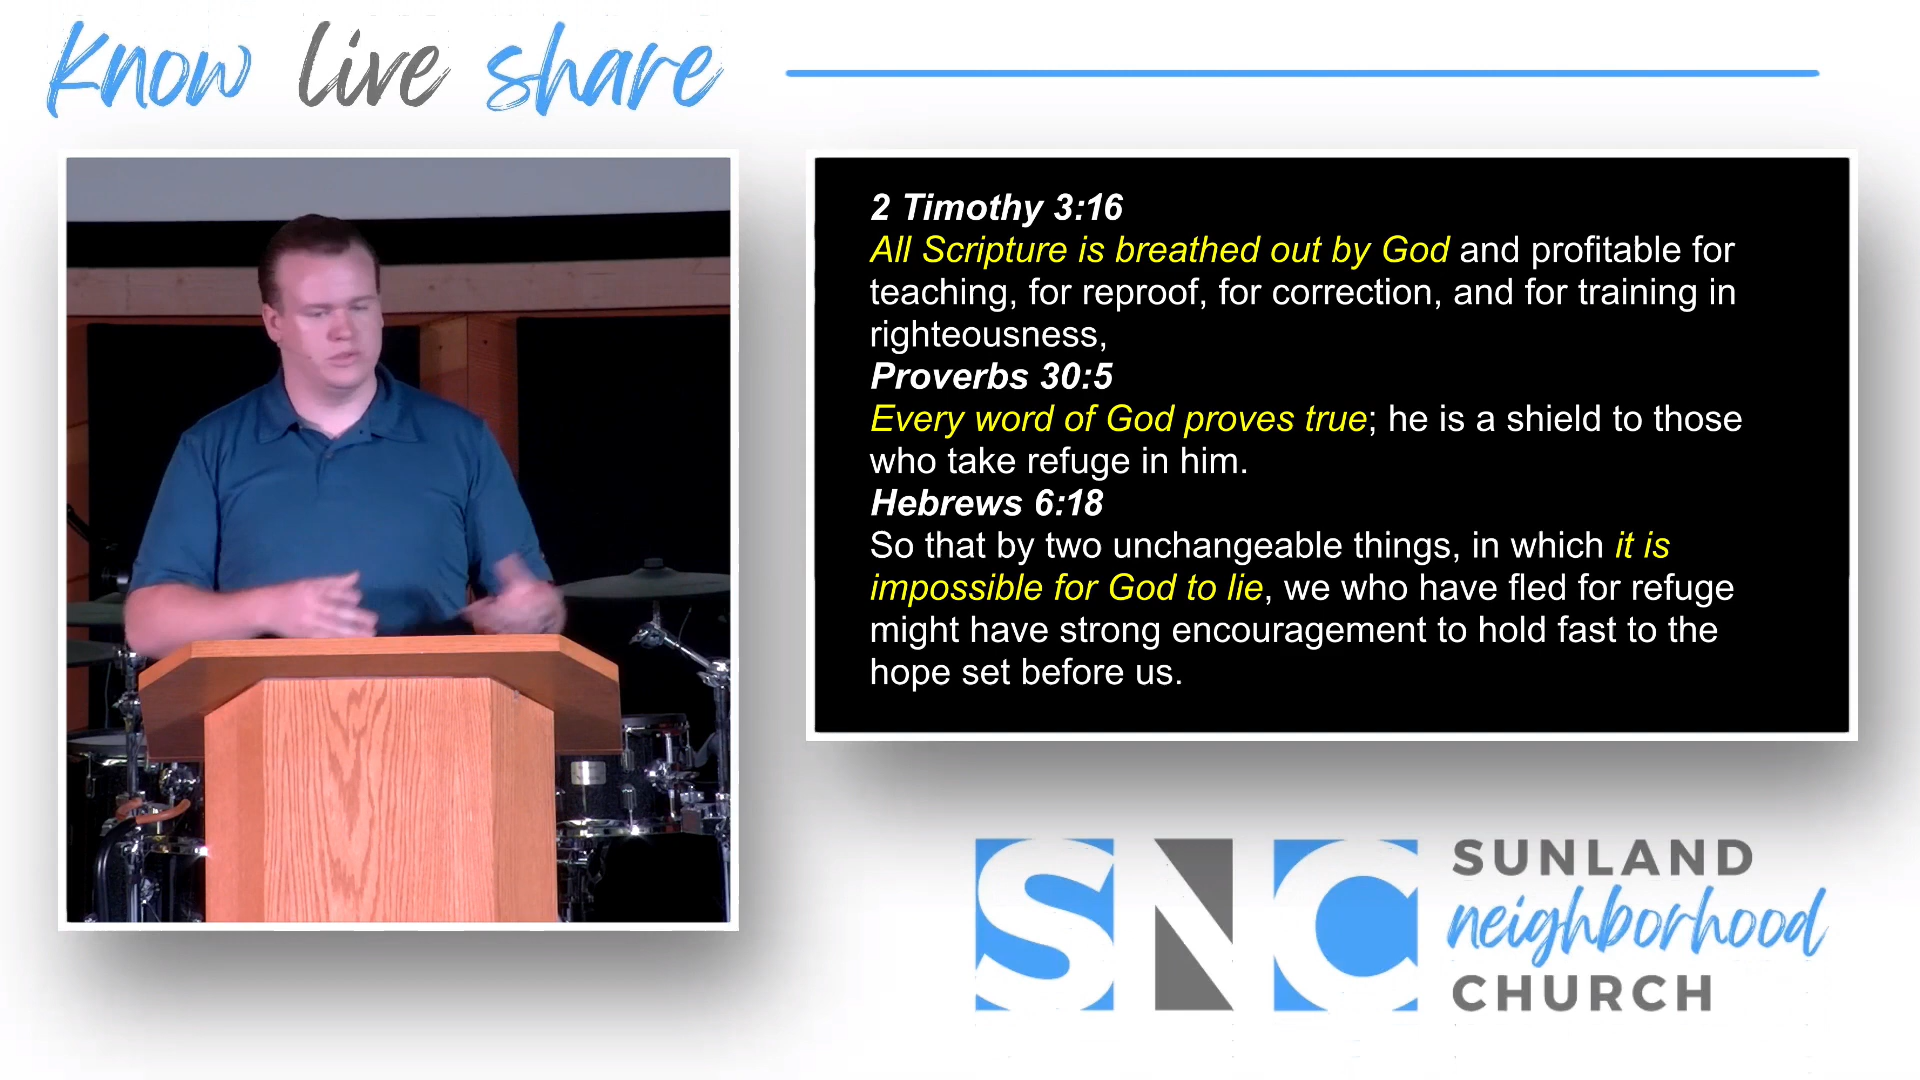 Know live share
2 Timothy 3:16
All Scripture is breathed out by God and profitable for
teaching, for reproof, for correction, and for training in
righteousness,
Proverbs 30:5
Every word of God proves true; he is a shield to those
who take refuge in him.
Hebrews 6:18
So that by two unchangeable things, in which it is
impossible for God to lie, we who have fled for refuge
might have strong encouragement to hold fast to the
hope set before us.
SNC
SUNLAND
neighborhood
CHURCH